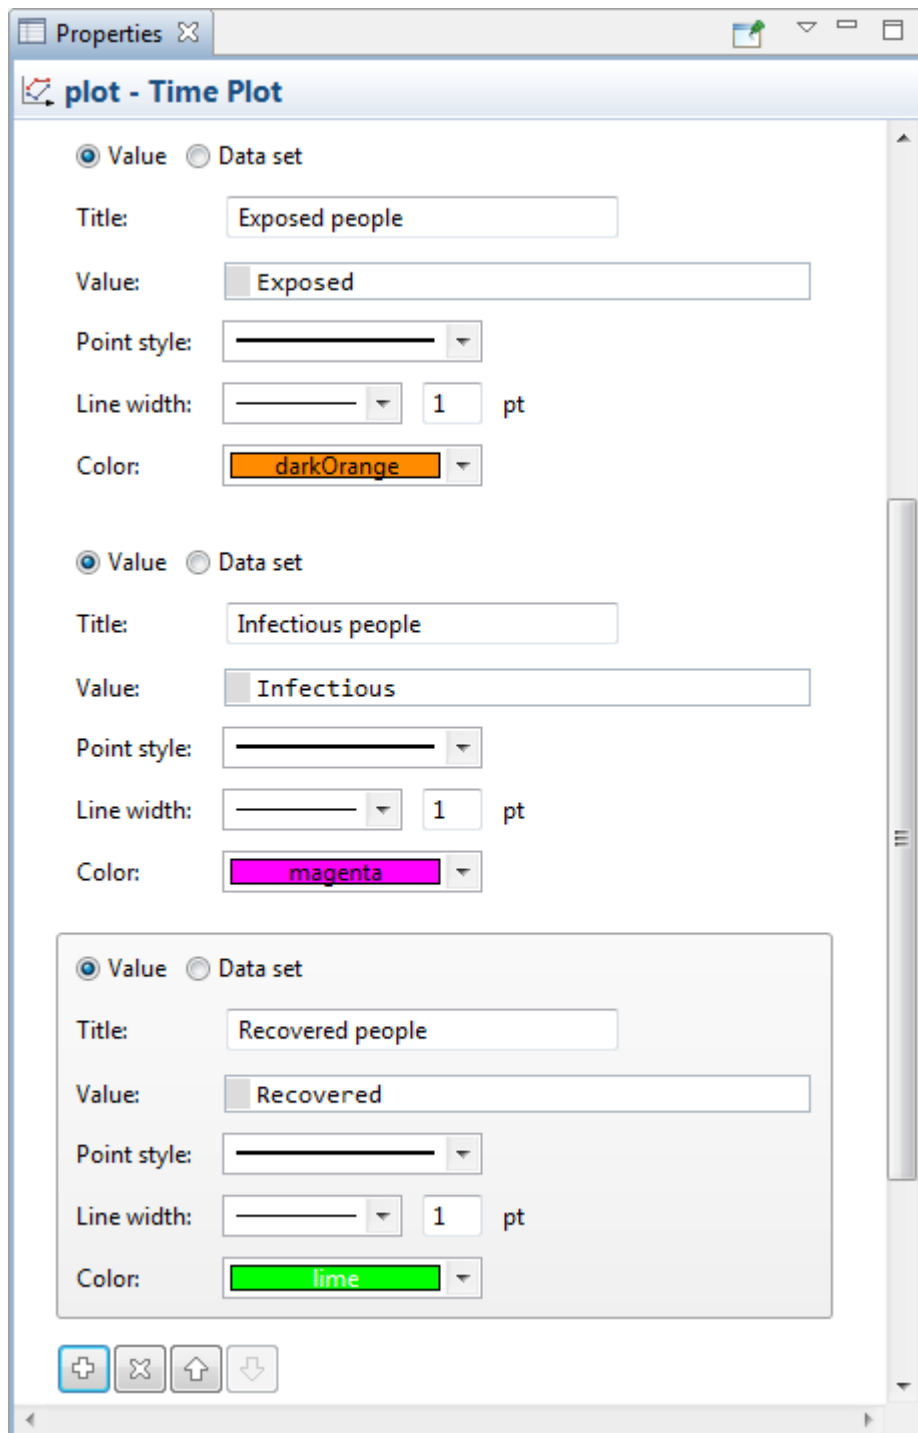 Properties
plot - Time Plot
Value Data set
Title: Exposed people
Value: Exposed
Point style:
Line width: 1 pt
Color: darkOrange
Value Data set
Title: Infectious people
Value: Infectious
Point style:
Line width: 1 pt
Color: magenta
Value Data set
Title: Recovered people
Value: Recovered
Point style:
Line width: 1 pt
Color: lime